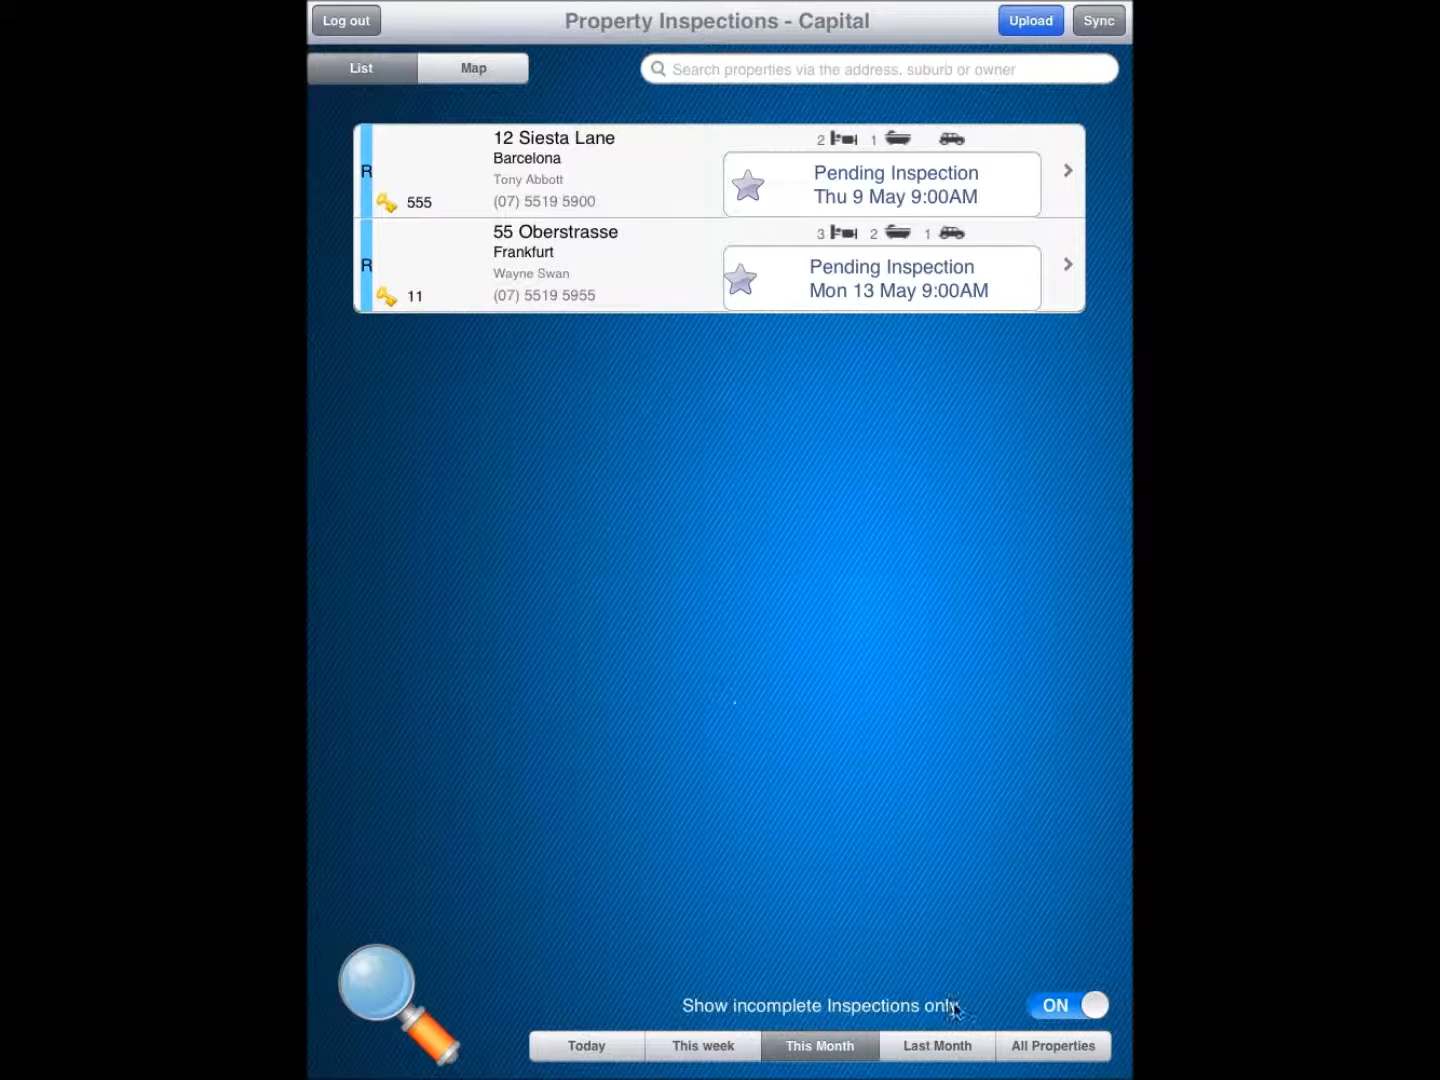 Log out
Property Inspections - Capital
Upload
Sync
List
Map
Search properties via the address, suburb or owner
R
555
12 Siesta Lane
Barcelona
Tony Abbott
(07) 5519 5900
2
1
Pending Inspection
Thu 9 May 9:00AM
R
11
55 Oberstrasse
Frankfurt
Wayne Swan
(07) 5519 5955
3
2
1
Pending Inspection
Mon 13 May 9:00AM
Show incomplete Inspections only
ON
Today
This week
This Month
Last Month
All Properties